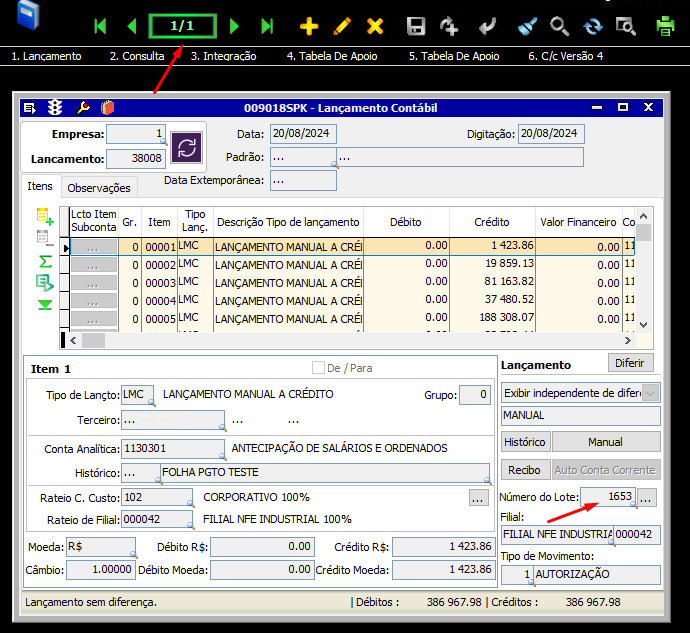 1/1
1. Lançamento 2. Consulta 3. Integração 4. Tabela De Apoio 5. Tabela De Apoio 6. C/c Versão 4
009018SPK - Lançamento Contábil
Empresa: 1 Data: 20/08/2024 Digitação: 20/08/2024
Lancamento: 38008 Padrão: ... ...
Data Extemporânea: ...
Itens Observações
Lcto Item Subconta Gr. Item Tipo Lanç. Descrição Tipo de lançamento Débito Crédito Valor Financeiro Co
... 0 00001 LMC LANÇAMENTO MANUAL A CRÉI 0.00 1 423.86 0.00 11
... 0 00002 LMC LANÇAMENTO MANUAL A CRÉI 0.00 19 859.13 0.00 11
... 0 00003 LMC LANÇAMENTO MANUAL A CRÉI 0.00 81 163.82 0.00 11
... 0 00004 LMC LANÇAMENTO MANUAL A CRÉI 0.00 37 480.52 0.00 11
... 0 00005 LMC LANÇAMENTO MANUAL A CRÉI 0.00 188 308.07 0.00 11
Item 1 De / Para
Tipo de Lançto: LMC LANÇAMENTO MANUAL A CRÉDITO Grupo: 0
Terceiro: ... ... ...
Conta Analítica: 1130301 ANTECIPAÇÃO DE SALÁRIOS E ORDENADOS
Histórico: ... FOLHA PGTO TESTE
Rateio C. Custo: 102 CORPORATIVO 100% ...
Rateio de Filial: 000042 FILIAL NFE INDUSTRIAL 100%
Moeda: R$ Débito R$: 0.00 Crédito R$: 1 423.86
Câmbio: 1.00000 Débito Moeda: 0.00 Crédito Moeda: 1 423.86
Lançamento Diferir
Exibir independente de difere
MANUAL
Histórico Manual
Recibo Auto Conta Corrente
Número do Lote: 1653 ...
Filial:
FILIAL NFE INDUSTRIA 000042
Tipo de Movimento:
1 AUTORIZAÇÃO
Lançamento sem diferença. | Débitos : 386 967.98 | Créditos : 386 967.98